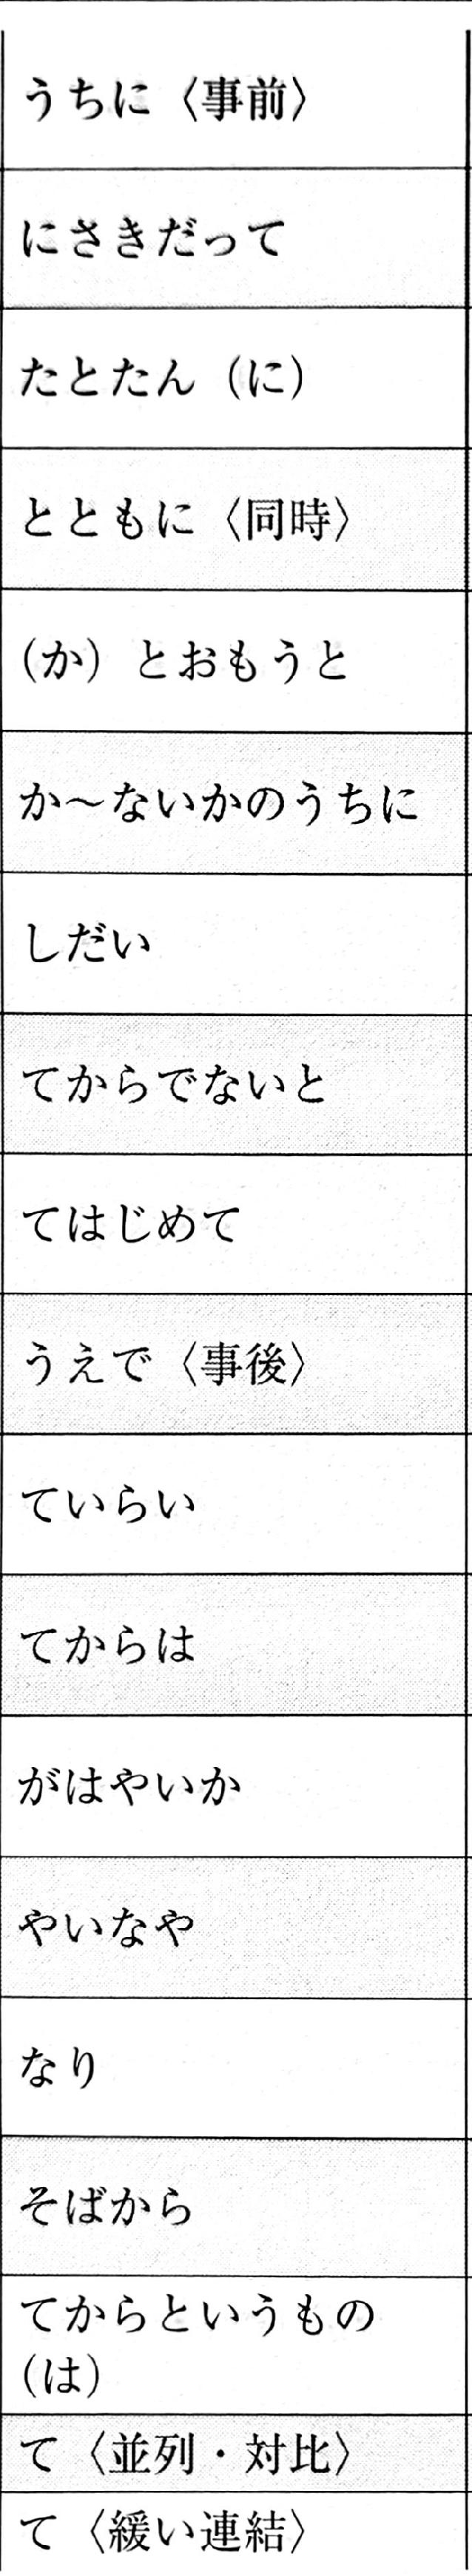 うちに〈事前〉
にさきだって
たとたん（に）
とともに〈同時〉
（か）とおもうと
か～ないかのうちに
しだい
てからでないと
てはじめて
うえで〈事後〉
ていらい
てからは
がはやいか
やいなや
なり
そばから
てからというもの
（は）
て〈並列・対比〉
て〈緩い連結〉